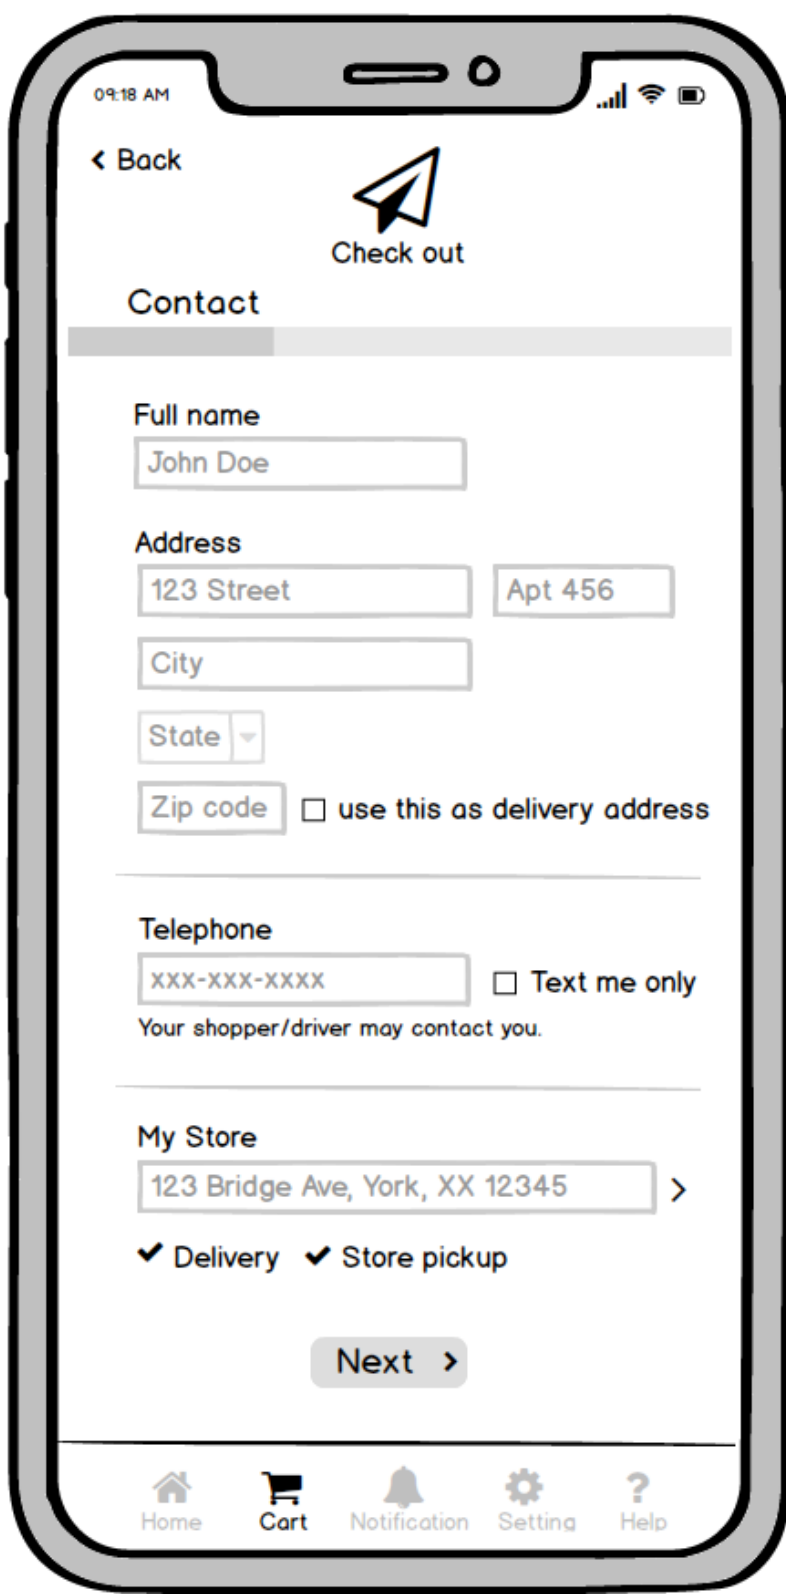 09:18 AM
Back
Check out
Contact
Full name
John Doe
Address
123 Street Apt 456
City
State
Zip code use this as delivery address
Telephone
xxx-xxx-xxxx Text me only
Your shopper/driver may contact you.
My Store
123 Bridge Ave, York, XX 12345
Delivery Store pickup
Next
Home Cart Notification Setting Help